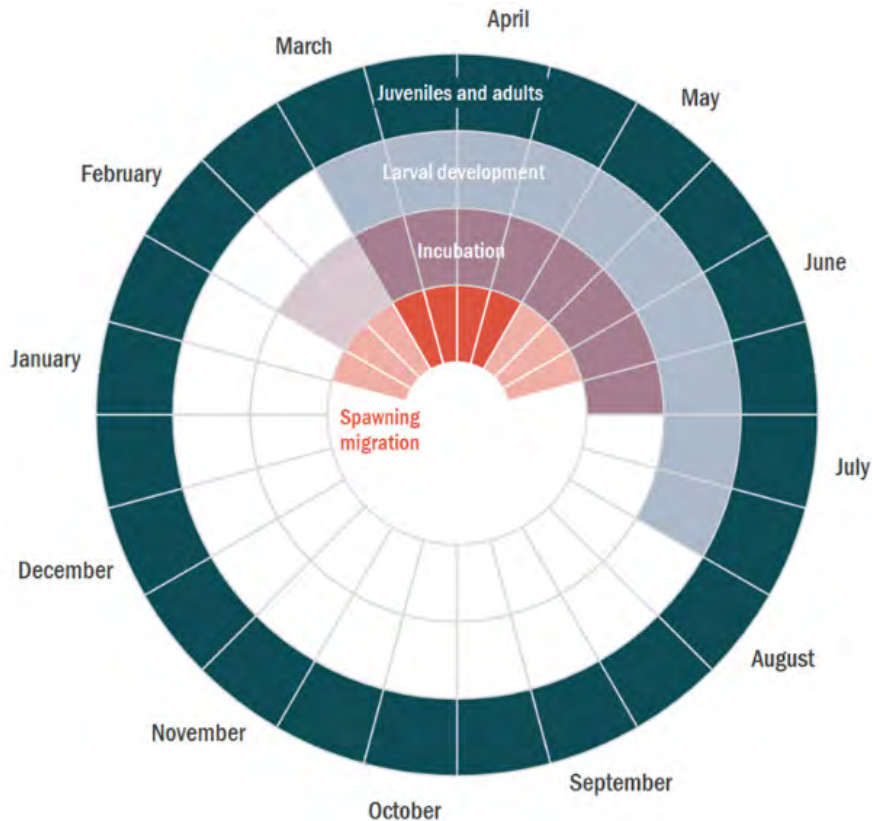 April
March
Juveniles and adults
May
February
Larval development
Incubation
June
January
Spawning
migration
July
December
August
November
September
October